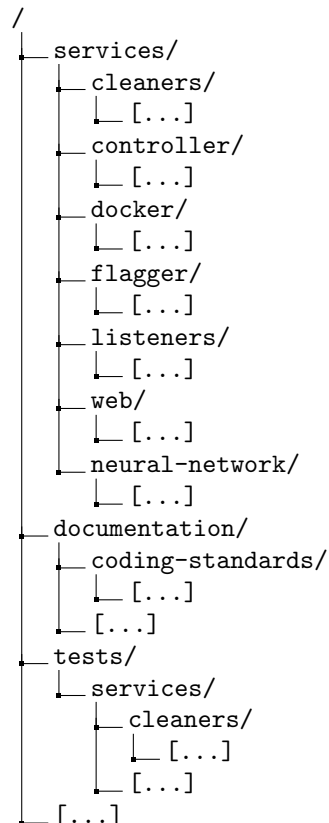 /
services/
cleaners/
[...]
controller/
[...]
docker/
[...]
flagger/
[...]
listeners/
[...]
web/
[...]
neural-network/
[...]
documentation/
coding-standards/
[...]
[...]
tests/
services/
cleaners/
[...]
[...]
[...]